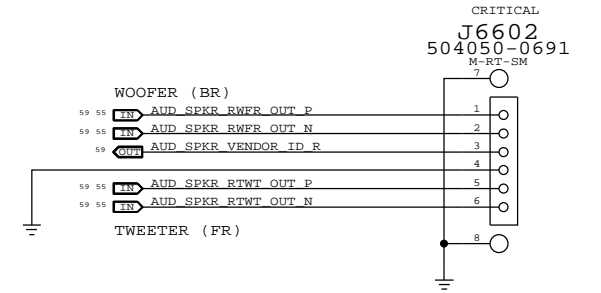 CRITICAL
J6602
504050-0691
M-RT-SM
7
WOOFER (BR)
59 55 IN AUD_SPKR_RWFR_OUT_P 1
59 55 IN AUD_SPKR_RWFR_OUT_N 2
59 OUT AUD_SPKR_VENDOR_ID_R 3
4
59 55 IN AUD_SPKR_RTWT_OUT_P 5
59 55 IN AUD_SPKR_RTWT_OUT_N 6
TWEETER (FR)
8